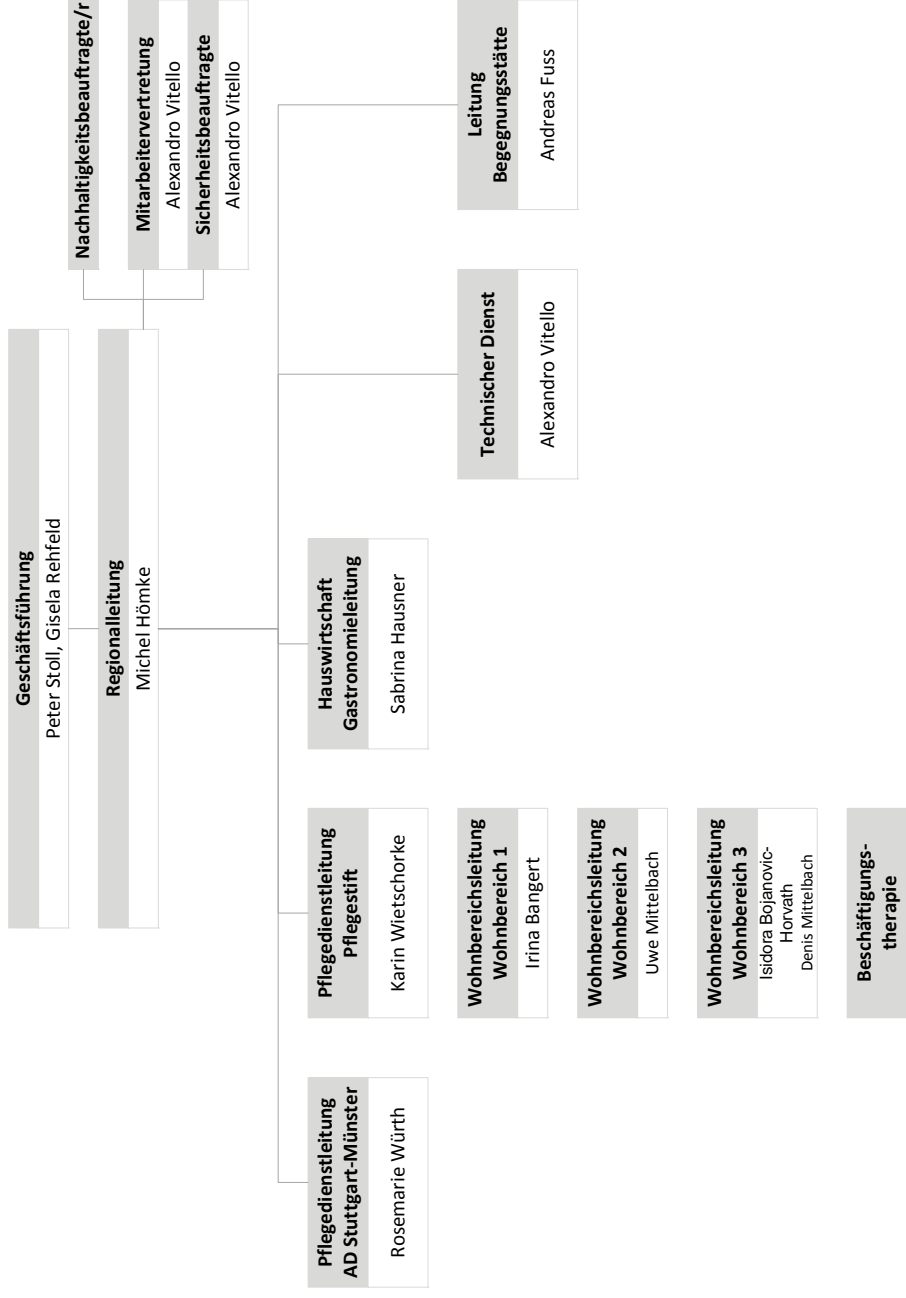 Geschäftsführung
Peter Stoll, Gisela Rehfeld
Regionalleitung
Michel Hömke
Nachhaltigkeitsbeauftragte/r
Mitarbeitervertretung
Alexandro Vitello
Sicherheitsbeauftragte
Alexandro Vitello
Pflegedienstleitung
AD Stuttgart-Münster
Rosemarie Würth
Pflegedienstleitung
Pflegestift
Karin Wietschorke
Hauswirtschaft
Gastronomieleitung
Sabrina Hausner
Technischer Dienst
Alexandro Vitello
Leitung
Begegnungsstätte
Andreas Fuss
Wohnbereichsleitung
Wohnbereich 1
Irina Bangert
Wohnbereichsleitung
Wohnbereich 2
Uwe Mittelbach
Wohnbereichsleitung
Wohnbereich 3
Isidora Bojanovic-
Horvath
Denis Mittelbach
Beschäftigungs-
therapie